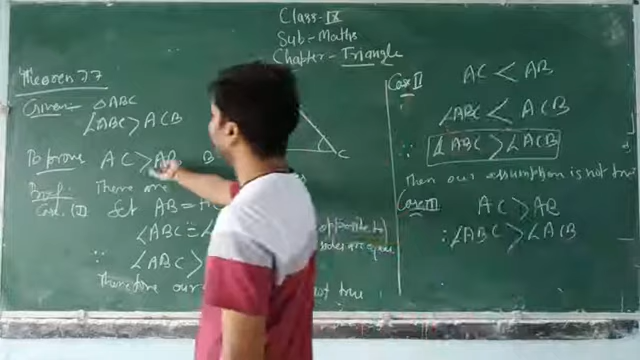 Class-IX
Sub-Maths
Chapter-Triangle
Theorem 7.7
Given- △ABC
∠ABC > ACB
To prove AC > AB
B
C
Proof- There are
Case (I) Let AB =
∠ABC =
∵ ∠ABC >
opposite to
sides are equal
Therefore our
not true
Case II
AC < AB
∠ABC < ACB
∵ ∠ABC > ∠ACB
Then our assumption is not true
Case III
AC > AB
∴ ∠ABC > ∠ACB